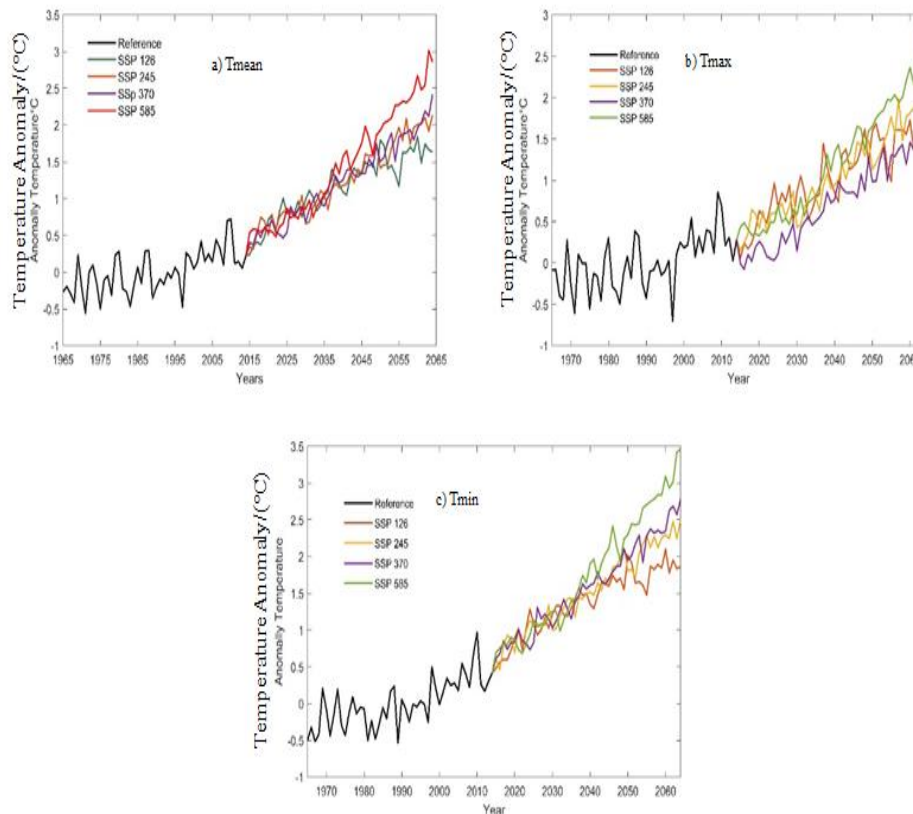 Temperature Anomaly/(°C)
Anomally Temperature°C
3.5
3
2.5
2
1.5
1
0.5
0
-0.5
-1
Reference
SSP 126
SSP 245
SSp 370
SSP 585
a) Tmean
1965 1975 1985 1995 2005 2015 2025 2035 2045 2055 2065
Years
Temperature Anomaly/(°C)
Anomally Temperature
3
2.5
2
1.5
1
0.5
0
-0.5
-1
Reference
SSP 126
SSP 245
SSP 370
SSP 585
b) Tmax
1970 1980 1990 2000 2010 2020 2030 2040 2050
Year
Temperature Anomaly/(°C)
Anomally Temperature
3.5
3
2.5
2
1.5
1
0.5
0
-0.5
-1
Reference
SSP 126
SSP 245
SSP 370
SSP 585
c) Tmin
1970 1980 1990 2000 2010 2020 2030 2040 2050 2060
Year